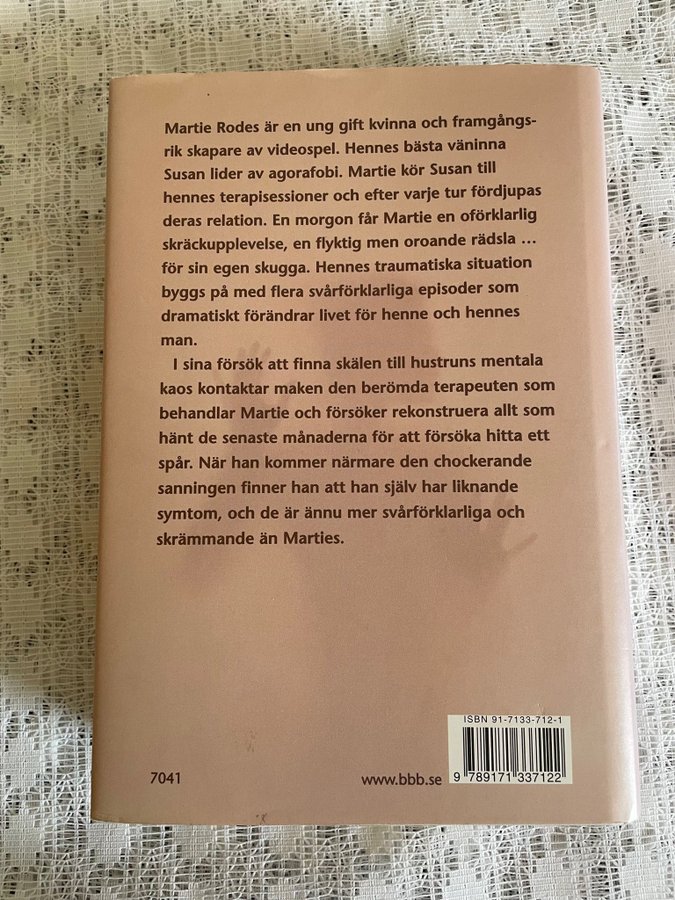 Martie Rodes är en ung gift kvinna och framgångs-
rik skapare av videospel. Hennes bästa väninna
Susan lider av agorafobi. Martie kör Susan till
hennes terapisessioner och efter varje tur fördjupas
deras relation. En morgon får Martie en oförklarlig
skräckupplevelse, en flyktig men oroande rädsla …
för sin egen skugga. Hennes traumatiska situation
byggs på med flera svårförklarliga episoder som
dramatiskt förändrar livet för henne och hennes
man.
I sina försök att finna skälen till hustruns mentala
kaos kontaktar maken den berömda terapeuten som
behandlar Martie och försöker rekonstruera allt som
hänt de senaste månaderna för att försöka hitta ett
spår. När han kommer närmare den chockerande
sanningen finner han att han själv har liknande
symtom, och de är ännu mer svårförklarliga och
skrämmande än Marties.
ISBN 91-7133-712-1
9 789171 337122
7041
www.bbb.se